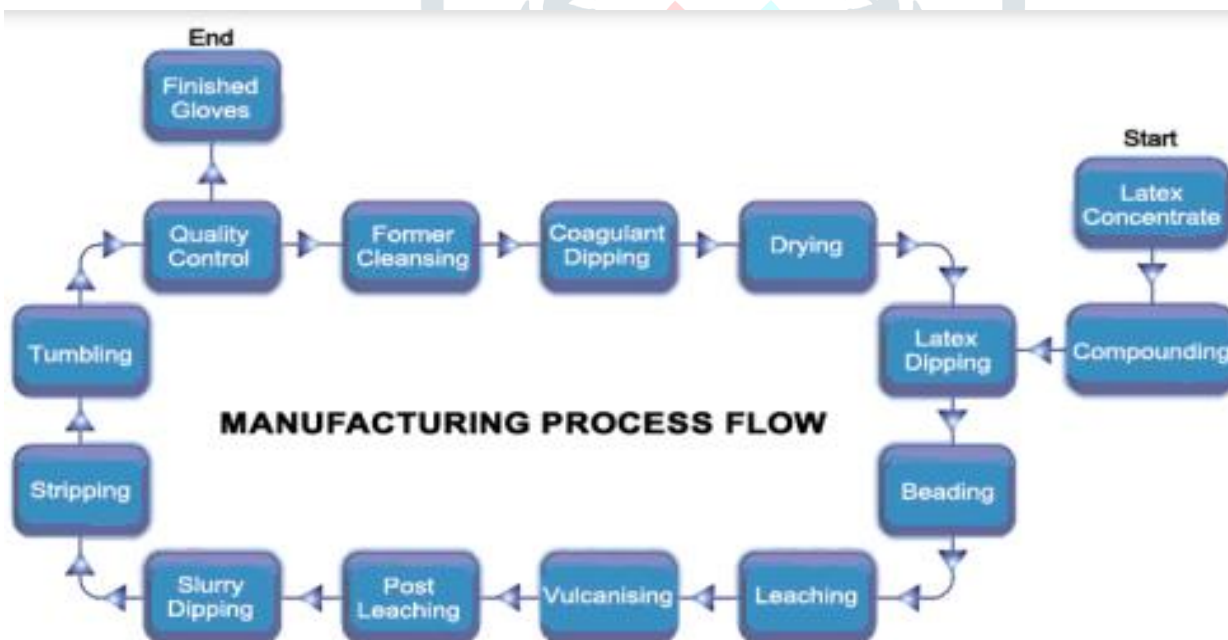 End
Finished
Gloves
Start
Latex
Concentrate
Quality
Control
Former
Cleansing
Coagulant
Dipping
Drying
Tumbling
Latex
Dipping
Compounding
MANUFACTURING PROCESS FLOW
Stripping
Beading
Slurry
Dipping
Post
Leaching
Vulcanising
Leaching